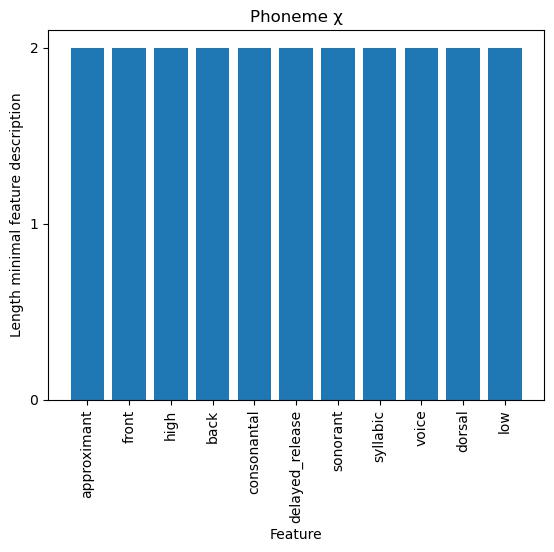 Phoneme χ
Length minimal feature description
2
1
0
approximant
front
high
back
consonantal
delayed_release
sonorant
syllabic
voice
dorsal
low
Feature